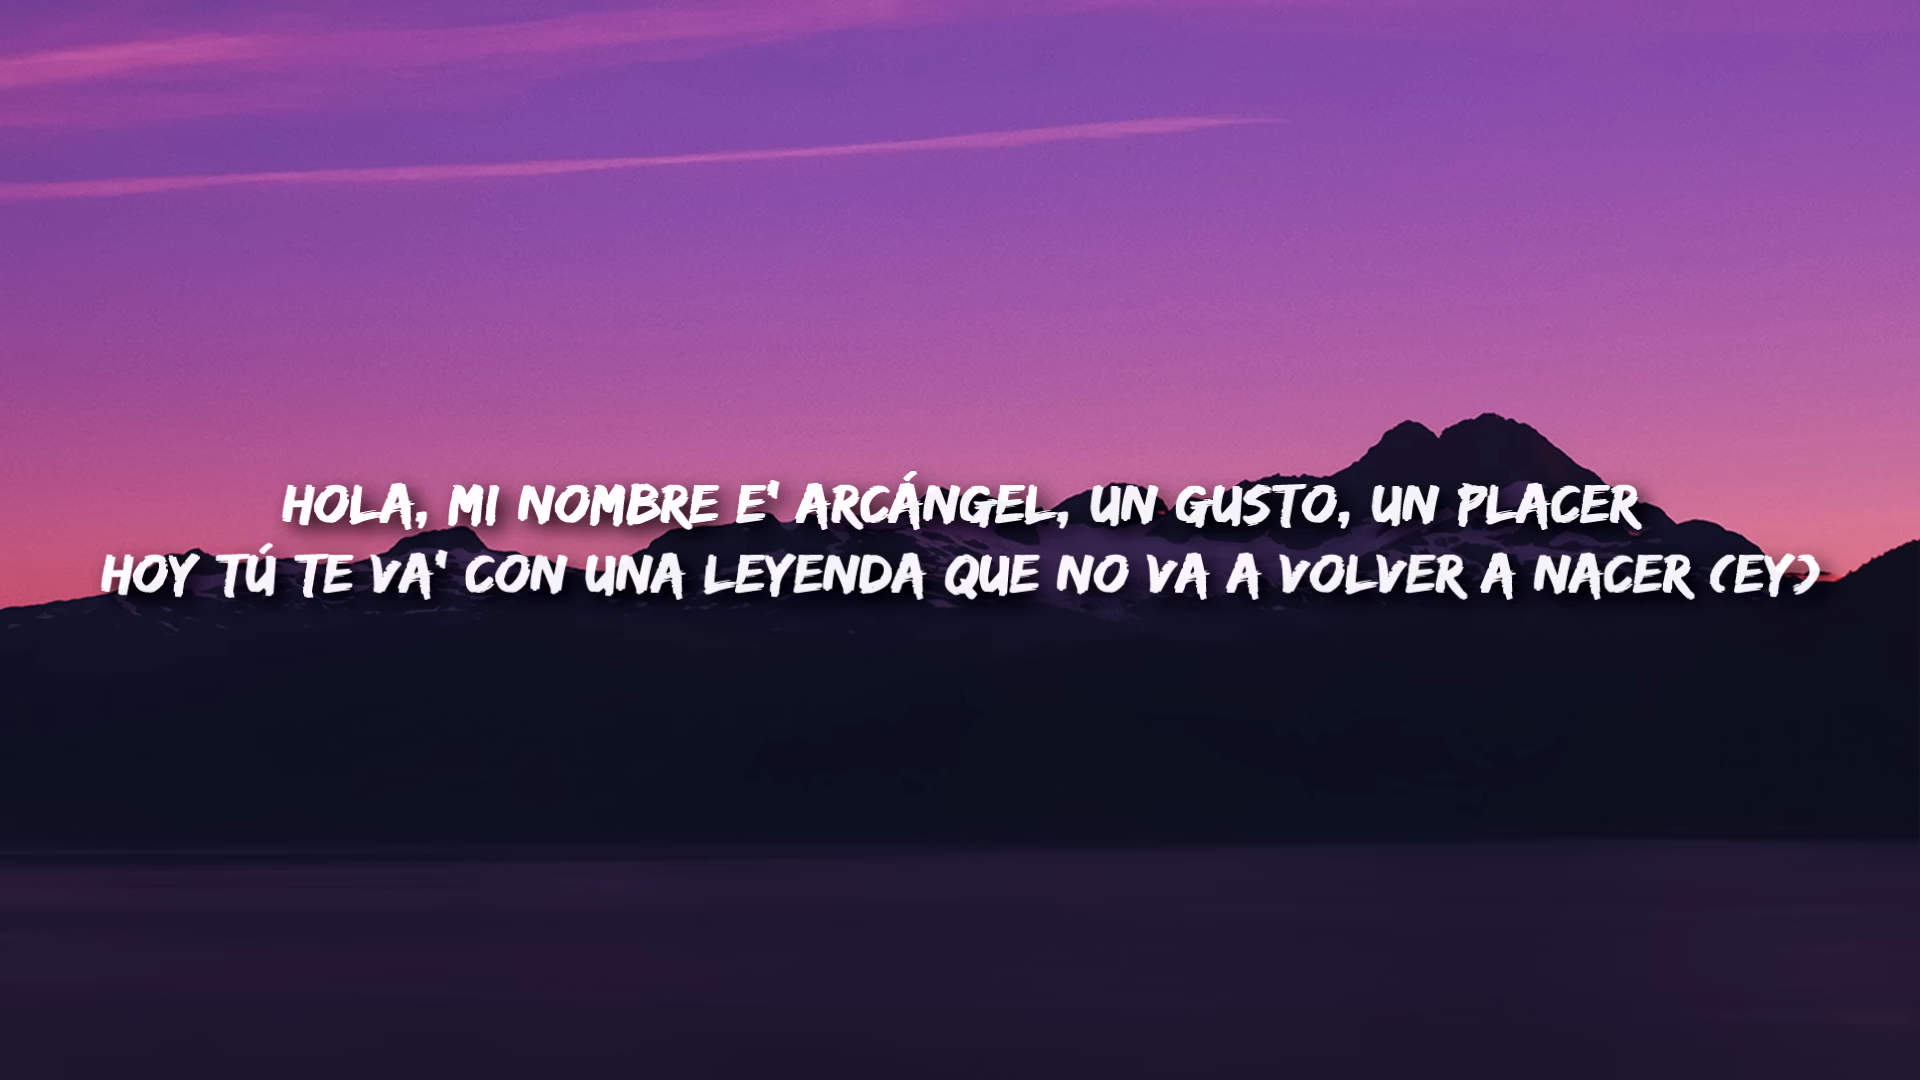 HOLA, MI NOMBRE E' ARCÁNGEL, UN GUSTO, UN PLACER
HOY TÚ TE VA' CON UNA LEYENDA QUE NO VA A VOLVER A NACER (EY)